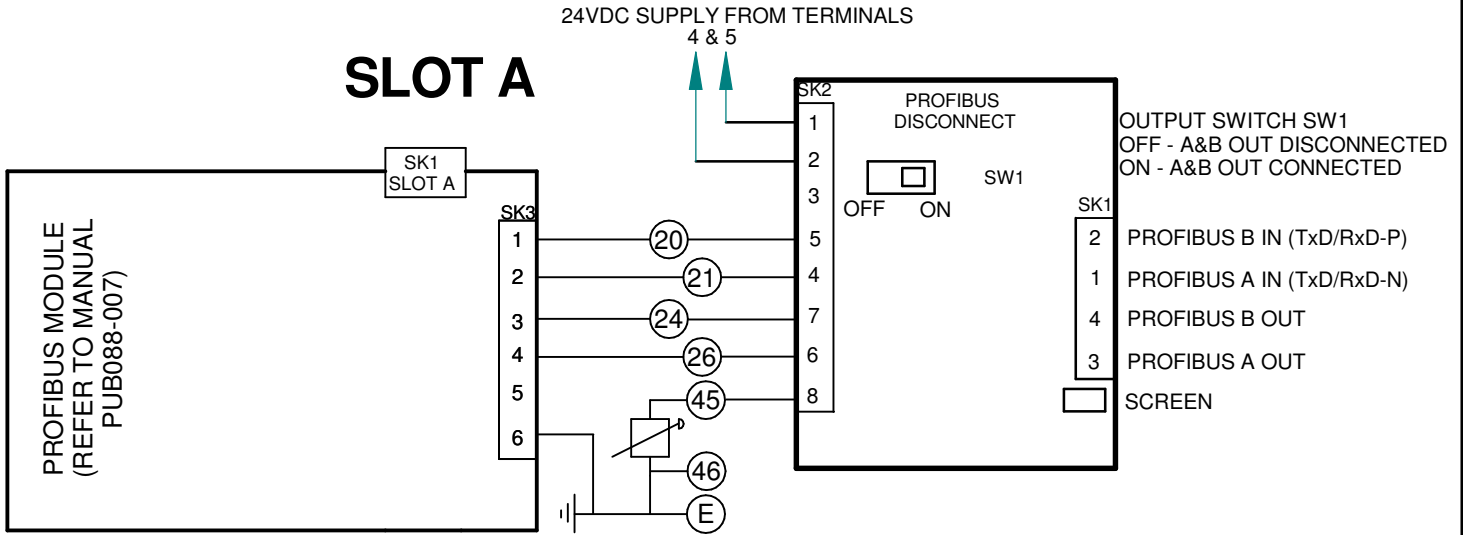 24VDC SUPPLY FROM TERMINALS
4 & 5
SLOT A
SK2
PROFIBUS
DISCONNECT
OUTPUT SWITCH SW1
OFF - A&B OUT DISCONNECTED
ON - A&B OUT CONNECTED
1
2
3
5
4
7
6
8
SW1
OFF ON
SK1
SLOT A
SK3
1
2
3
4
5
6
PROFIBUS MODULE
(REFER TO MANUAL
PUB088-007)
20
21
24
26
45
46
E
SK1
2 PROFIBUS B IN (TxD/RxD-P)
1 PROFIBUS A IN (TxD/RxD-N)
4 PROFIBUS B OUT
3 PROFIBUS A OUT
SCREEN